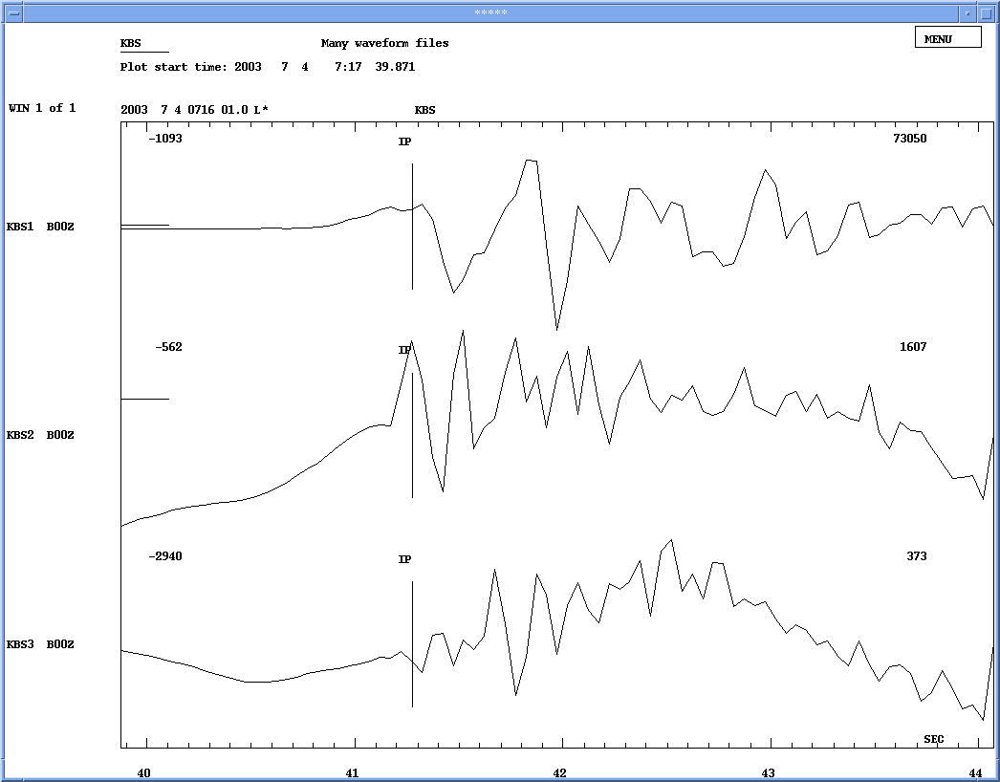 *****
KBS Many waveform files MENU
Plot start time: 2003 7 4 7:17 39.871
WIN 1 of 1 2003 7 4 0716 01.0 L* KBS
-1093 IP 73050
KBS1 B00Z
-562 IP 1607
KBS2 B00Z
-2940 IP 373
KBS3 B00Z
SEC
40 41 42 43 44